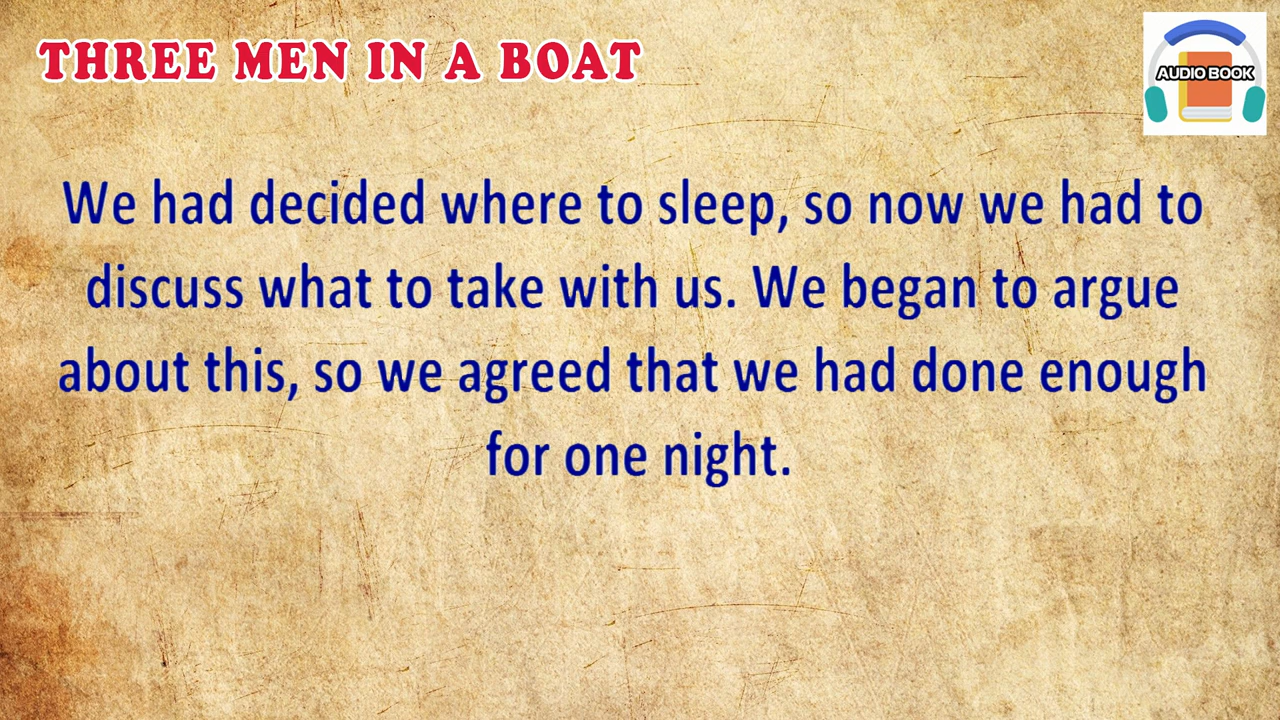 THREE MEN IN A BOAT
AUDIO BOOK
We had decided where to sleep, so now we had to
discuss what to take with us. We began to argue
about this, so we agreed that we had done enough
for one night.